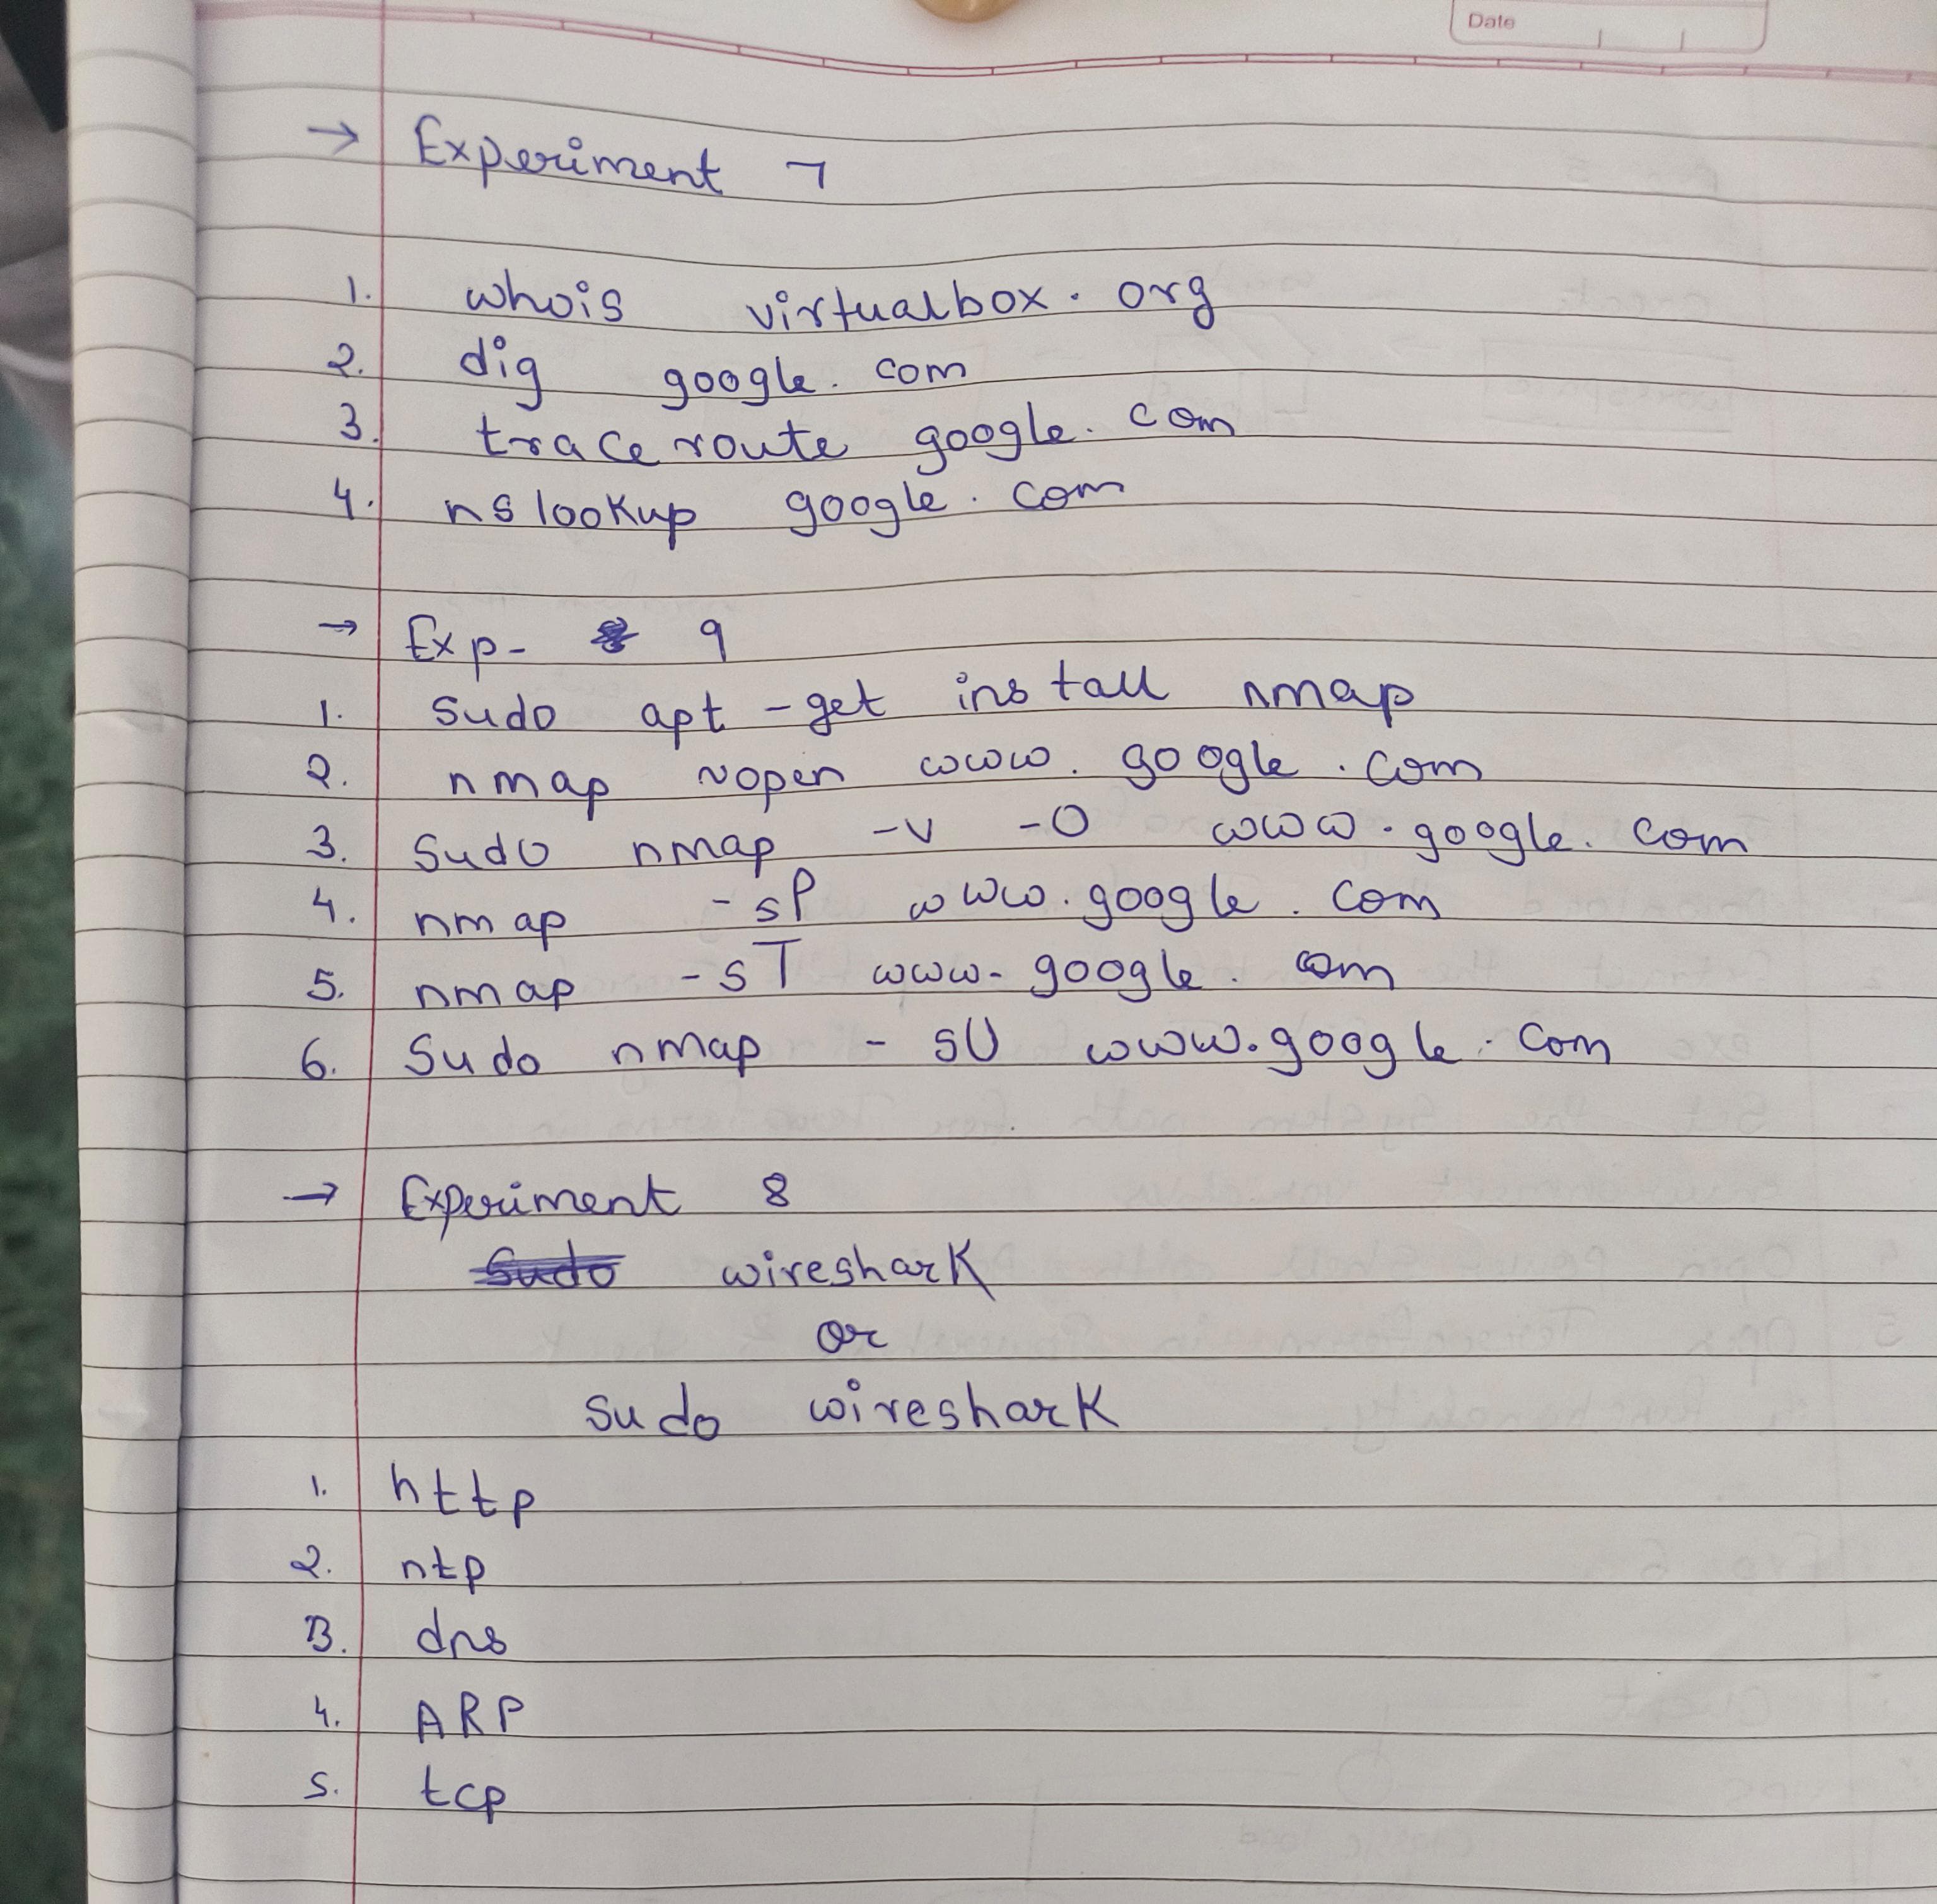 Date
→ Experiment 7
1. whois virtualbox.org
2. dig google.com
3. traceroute google.com
4. nslookup google.com
→ Exp- 9
1. sudo apt-get install nmap
2. nmap nopen www.google.com
3. sudo nmap -v -O www.google.com
4. nmap -sP www.google.com
5. nmap -sT www.google.com
6. sudo nmap -sU www.google.com
→ Experiment 8
sudo wireshark
or
sudo wireshark
1. http
2. ntp
3. dns
4. ARP
5. tcp